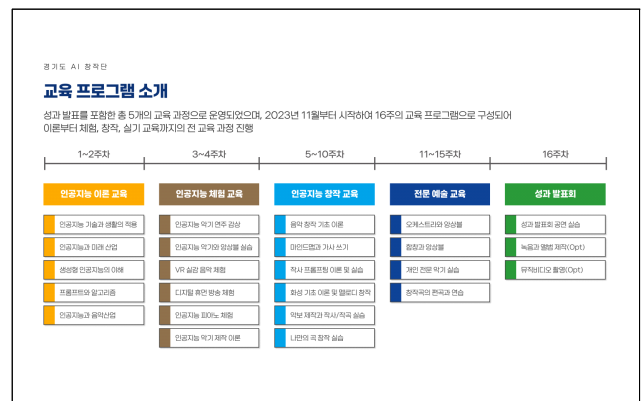 경기도 AI 창작단
교육 프로그램 소개
성과 발표를 포함한 총 5개의 교육 과정으로 운영되었으며, 2023년 11월부터 시작하여 16주의 교육 프로그램으로 구성되어
이론부터 체험, 창작, 실기 교육까지의 전 교육 과정 진행
1~2주차
3~4주차
5~10주차
11~15주차
16주차
인공지능 이론 교육
인공지능 체험 교육
인공지능 창작 교육
전문 예술 교육
성과 발표회
인공지능 기술과 생활의 적용
인공지능과 미래 산업
생성형 인공지능의 이해
프롬프트와 알고리즘
인공지능과 음악산업
인공지능 악기 연주 감상
인공지능 악기와 앙상블 실습
VR 실감 음악 체험
디지털 휴먼 방송 체험
인공지능 피아노 체험
인공지능 악기 제작 이론
음악 창작 기초 이론
마인드맵과 가사 쓰기
작사 프롬프팅 이론 및 실습
화성 기초 이론 및 멜로디 창작
악보 제작과 작사/작곡 실습
나만의 곡 창작 실습
오케스트라와 앙상블
합창과 앙상블
개인 전문 악기 실습
창작곡의 편곡과 연습
성과 발표회 공연 실습
녹음과 앨범 제작(Opt)
뮤직비디오 촬영(Opt)